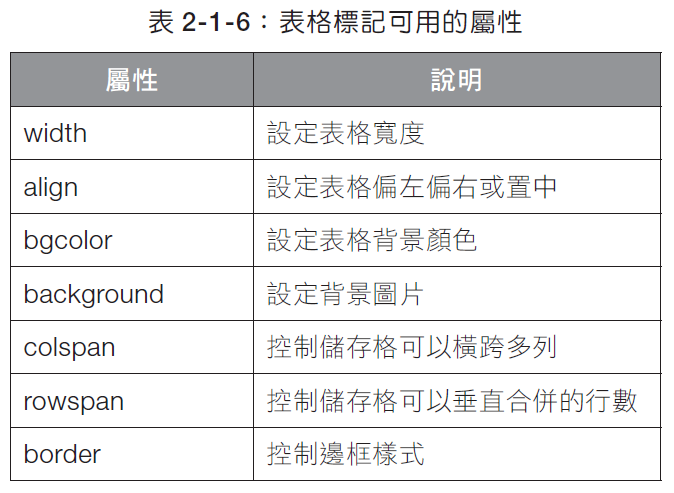 表 2-1-6：表格標記可用的屬性
屬性 說明
width 設定表格寬度
align 設定表格偏左偏右或置中
bgcolor 設定表格背景顏色
background 設定背景圖片
colspan 控制儲存格可以橫跨多列
rowspan 控制儲存格可以垂直合併的行數
border 控制邊框樣式